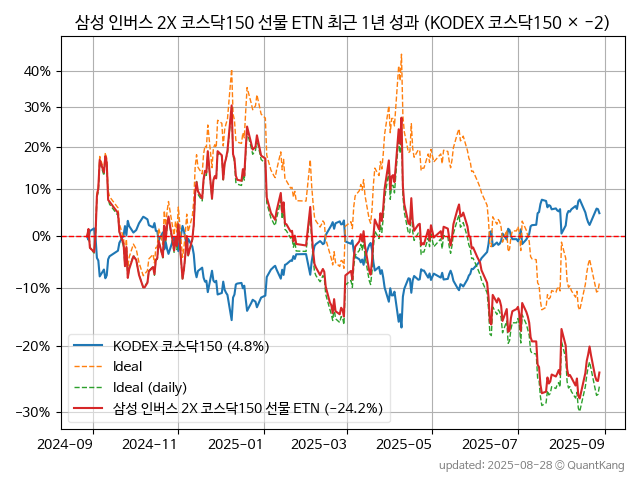 삼성 인버스 2X 코스닥150 선물 ETN 최근 1년 성과 (KODEX 코스닥150 × −2)
40%
30%
20%
10%
0%
−10%
−20%
−30%
KODEX 코스닥150 (4.8%)
Ideal
Ideal (daily)
삼성 인버스 2X 코스닥150 선물 ETN (−24.2%)
2024-09 2024-11 2025-01 2025-03 2025-05 2025-07 2025-09
updated: 2025-08-28 © QuantKang